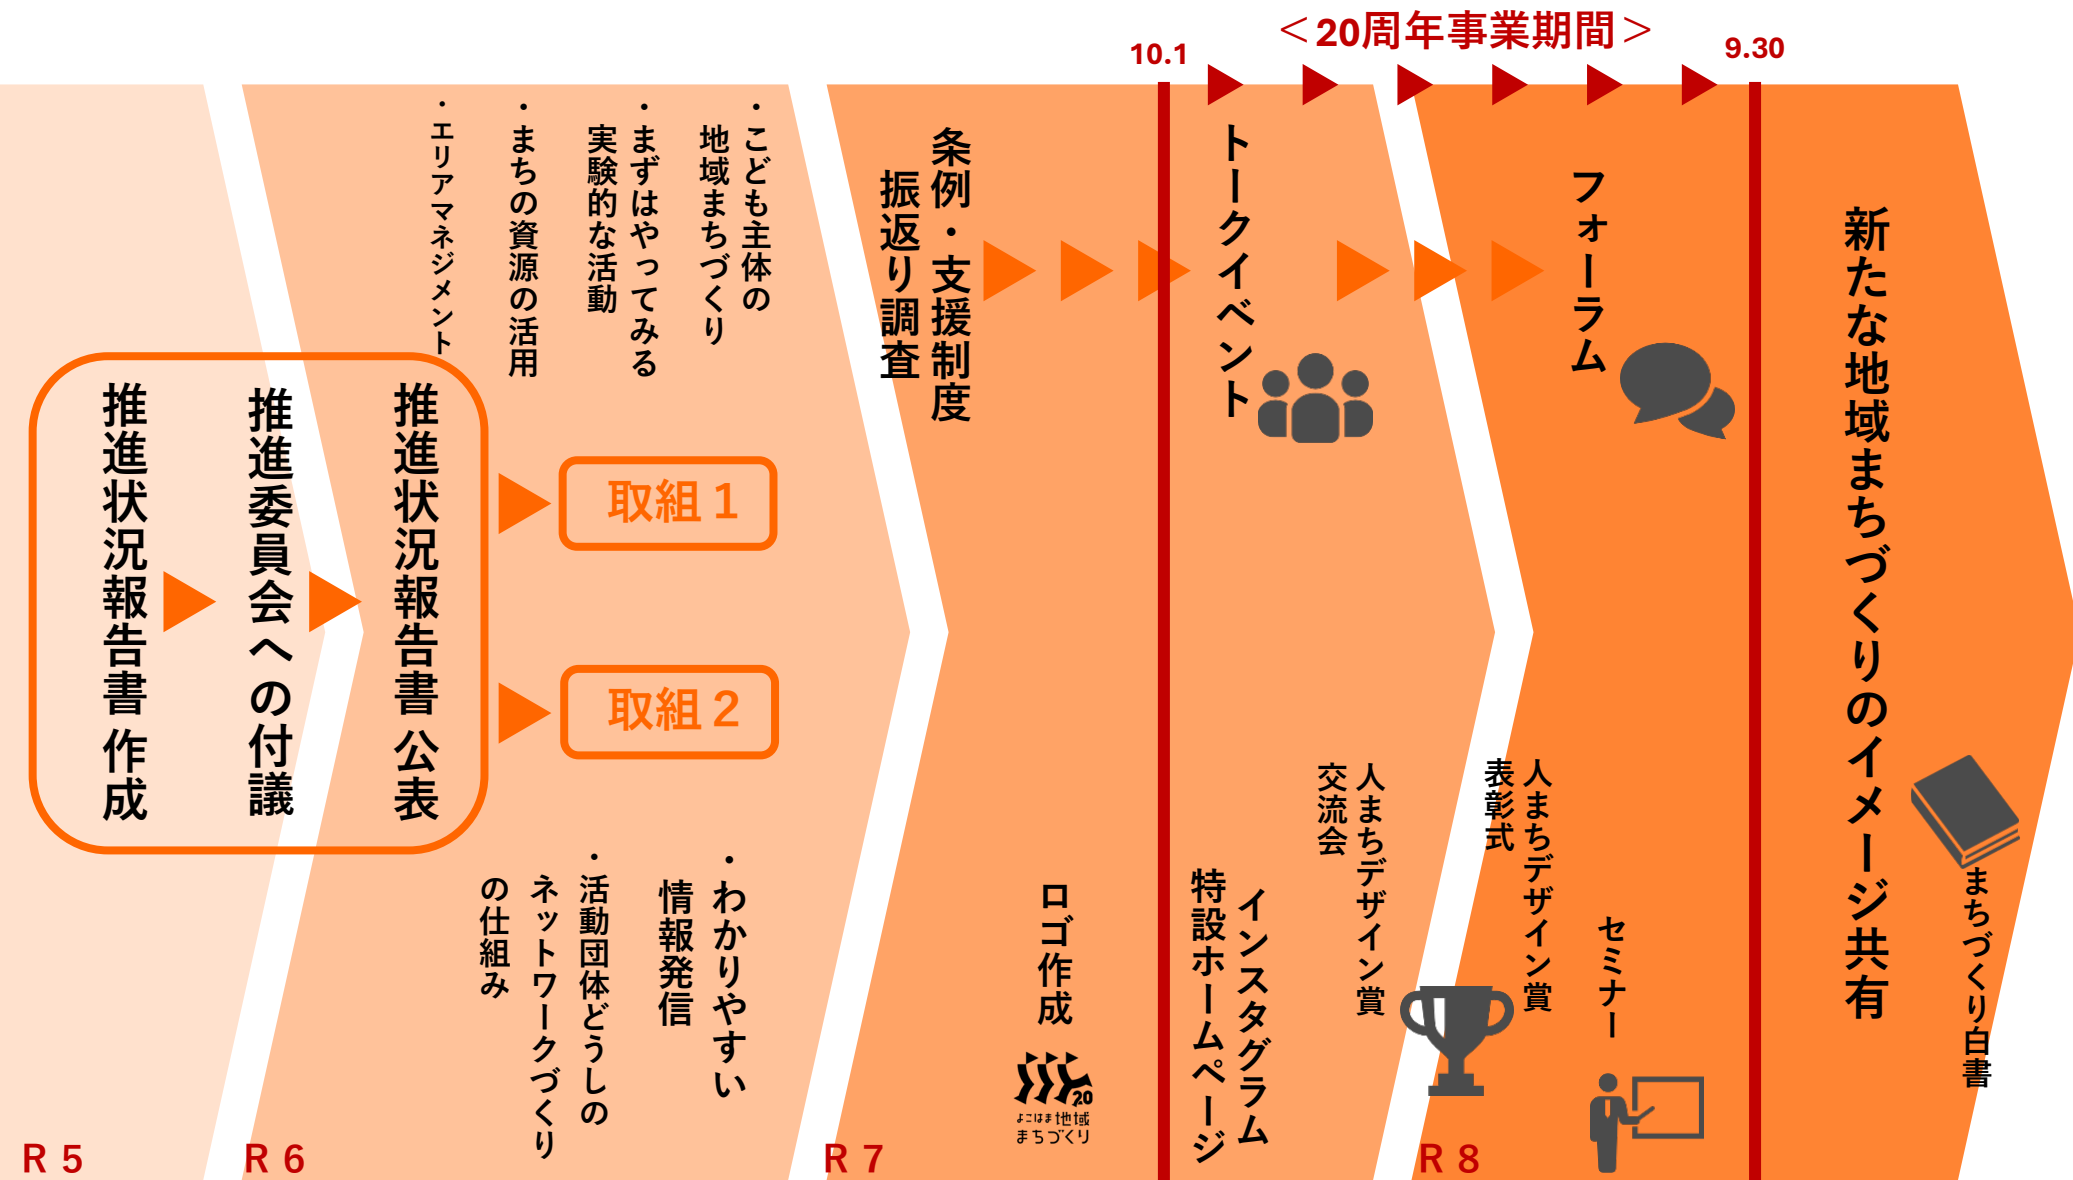 ＜20周年事業期間＞
10.1
9.30
推進状況報告書 作成
推進委員会への付議
推進状況報告書 公表
・エリアマネジメント
・まちの資源の活用
・まずはやってみる
実験的な活動
・こども主体の
地域まちづくり
取組１
取組２
・わかりやすい
情報発信
・活動団体どうしの
ネットワークづくり
の仕組み
条例・支援制度
振返り調査
トークイベント
フォーラム
新たな地域まちづくりのイメージ共有
ロゴ作成
20
よこはま地域
まちづくり
インスタグラム
特設ホームページ
人まちデザイン賞
交流会
人まちデザイン賞
表彰式
セミナー
まちづくり白書
R 5
R 6
R 7
R 8